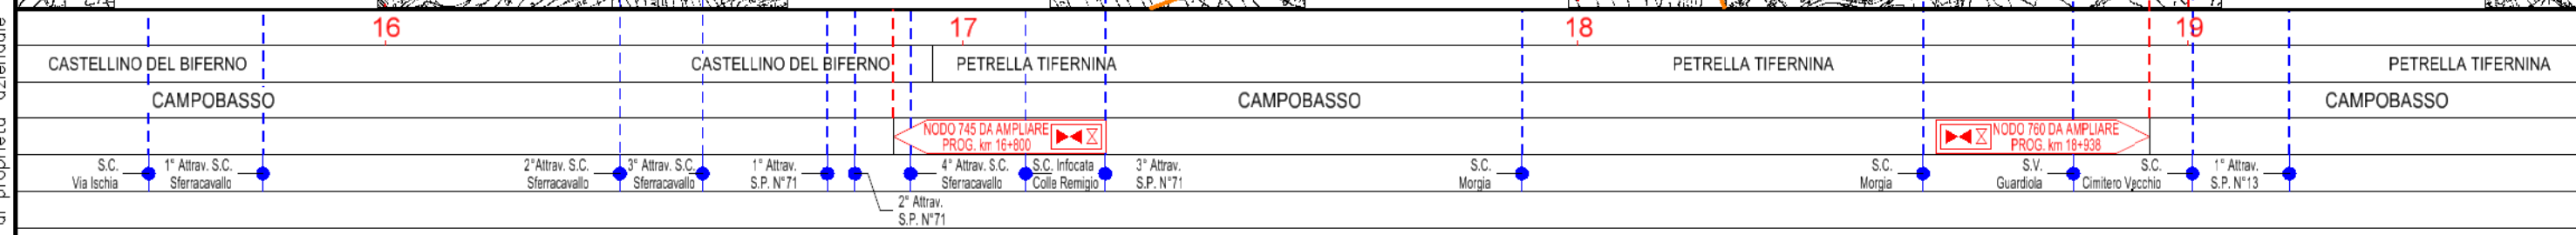 di proprietà aziendale
16 17 18 19
CASTELLINO DEL BIFERNO CASTELLINO DEL BIFERNO PETRELLA TIFERNINA PETRELLA TIFERNINA PETRELLA TIFERNINA
CAMPOBASSO CAMPOBASSO CAMPOBASSO
NODO 745 DA AMPLIARE
PROG. km 16+800
NODO 760 DA AMPLIARE
PROG. km 18+938
S.C.
Via Ischia
1° Attrav. S.C.
Sferracavallo
2°Attrav. S.C.
Sferracavallo
3° Attrav. S.C.
Sferracavallo
1° Attrav.
S.P. N°71
2° Attrav.
S.P. N°71
4° Attrav. S.C.
Sferracavallo
S.C. Infocata
Colle Remigio
3° Attrav.
S.P. N°71
S.C.
Morgia
S.C.
Morgia
S.V.
Guardiola
S.C.
Cimitero Vecchio
1° Attrav.
S.P. N°13